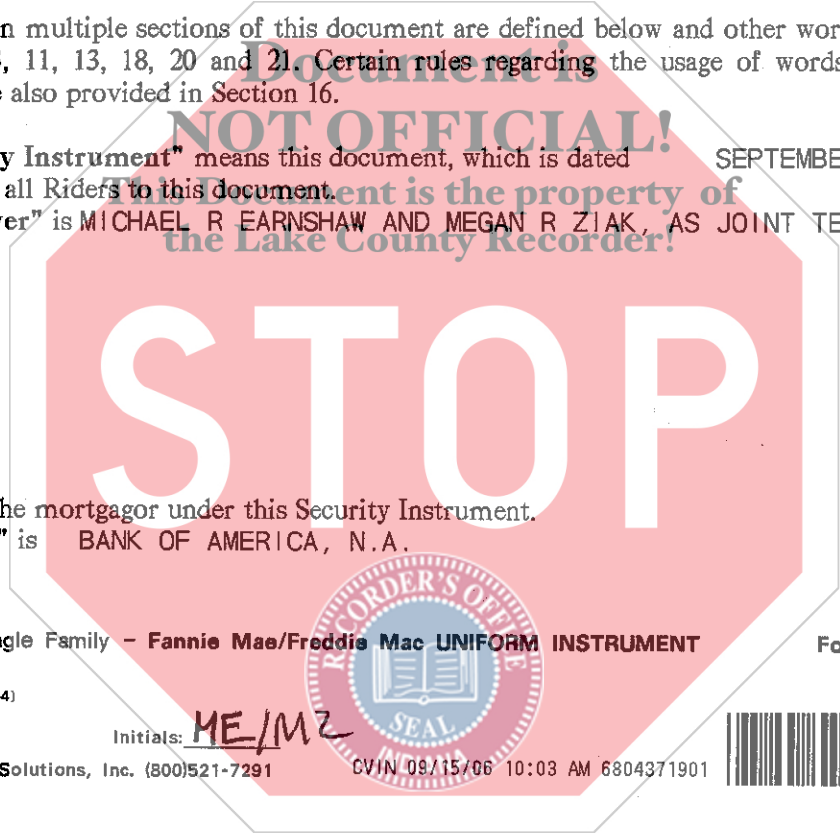 n multiple sections of this document are defined below and other wor
, 11, 13, 18, 20 and 21. Certain rules regarding the usage of words
also provided in Section 16.
Document is
NOT OFFICIAL!
This Document is the property of
the Lake County Recorder!
y Instrument" means this document, which is dated SEPTEMBE
all Riders to this document.
er" is MICHAEL R EARNSHAW AND MEGAN R ZIAK, AS JOINT TE
STOP
he mortgagor under this Security Instrument.
" is BANK OF AMERICA, N.A.
RECORDER'S OFFICE
SEAL
INDIANA
gle Family - Fannie Mae/Freddie Mac UNIFORM INSTRUMENT Fo
4)
Initials: ME/MZ
Solutions, Inc. (800)521-7291 CVIN 09/15/06 10:03 AM 6804371901